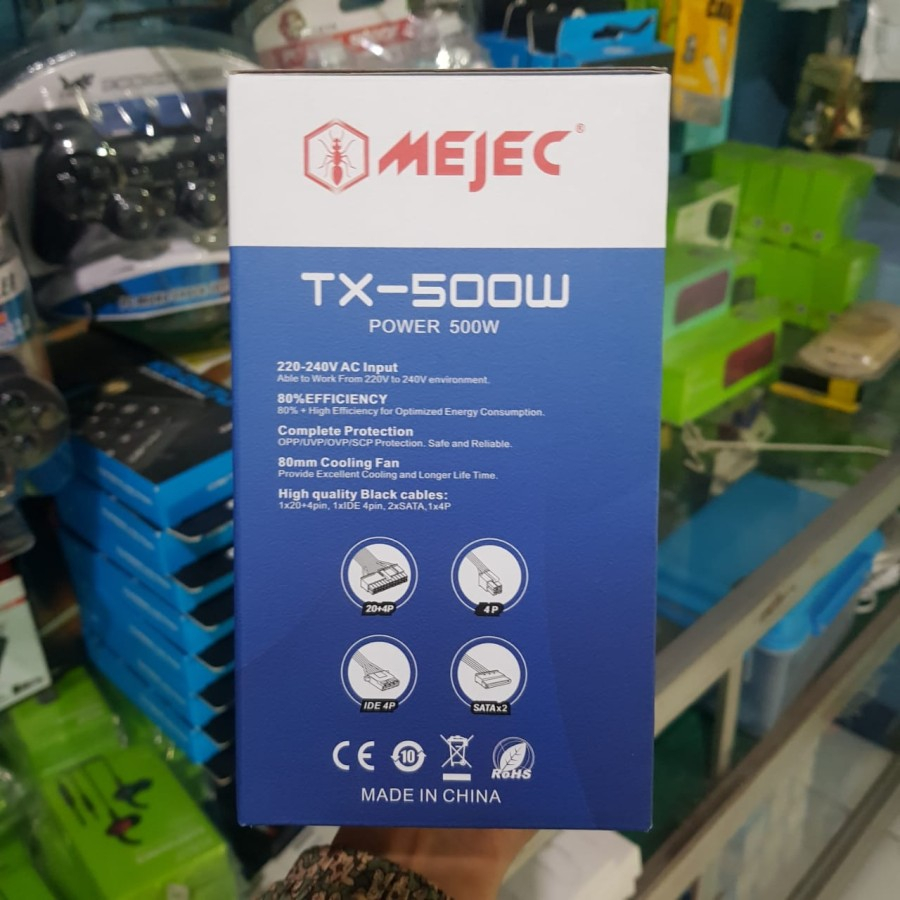 MEJEC®
TX-500W
POWER 500W
220-240V AC Input
Able to Work From 220V to 240V environment.
80%EFFICIENCY
80% + High Efficiency for Optimized Energy Consumption.
Complete Protection
OPP/UVP/OVP/SCP Protection. Safe and Reliable.
80mm Cooling Fan
Provide Excellent Cooling and Longer Life Time.
High quality Black cables:
1x20+4pin, 1xIDE 4pin, 2xSATA,1x4P
20+4P
4 P
IDE 4P
SATAx2
CE
10
RoHS
MADE IN CHINA